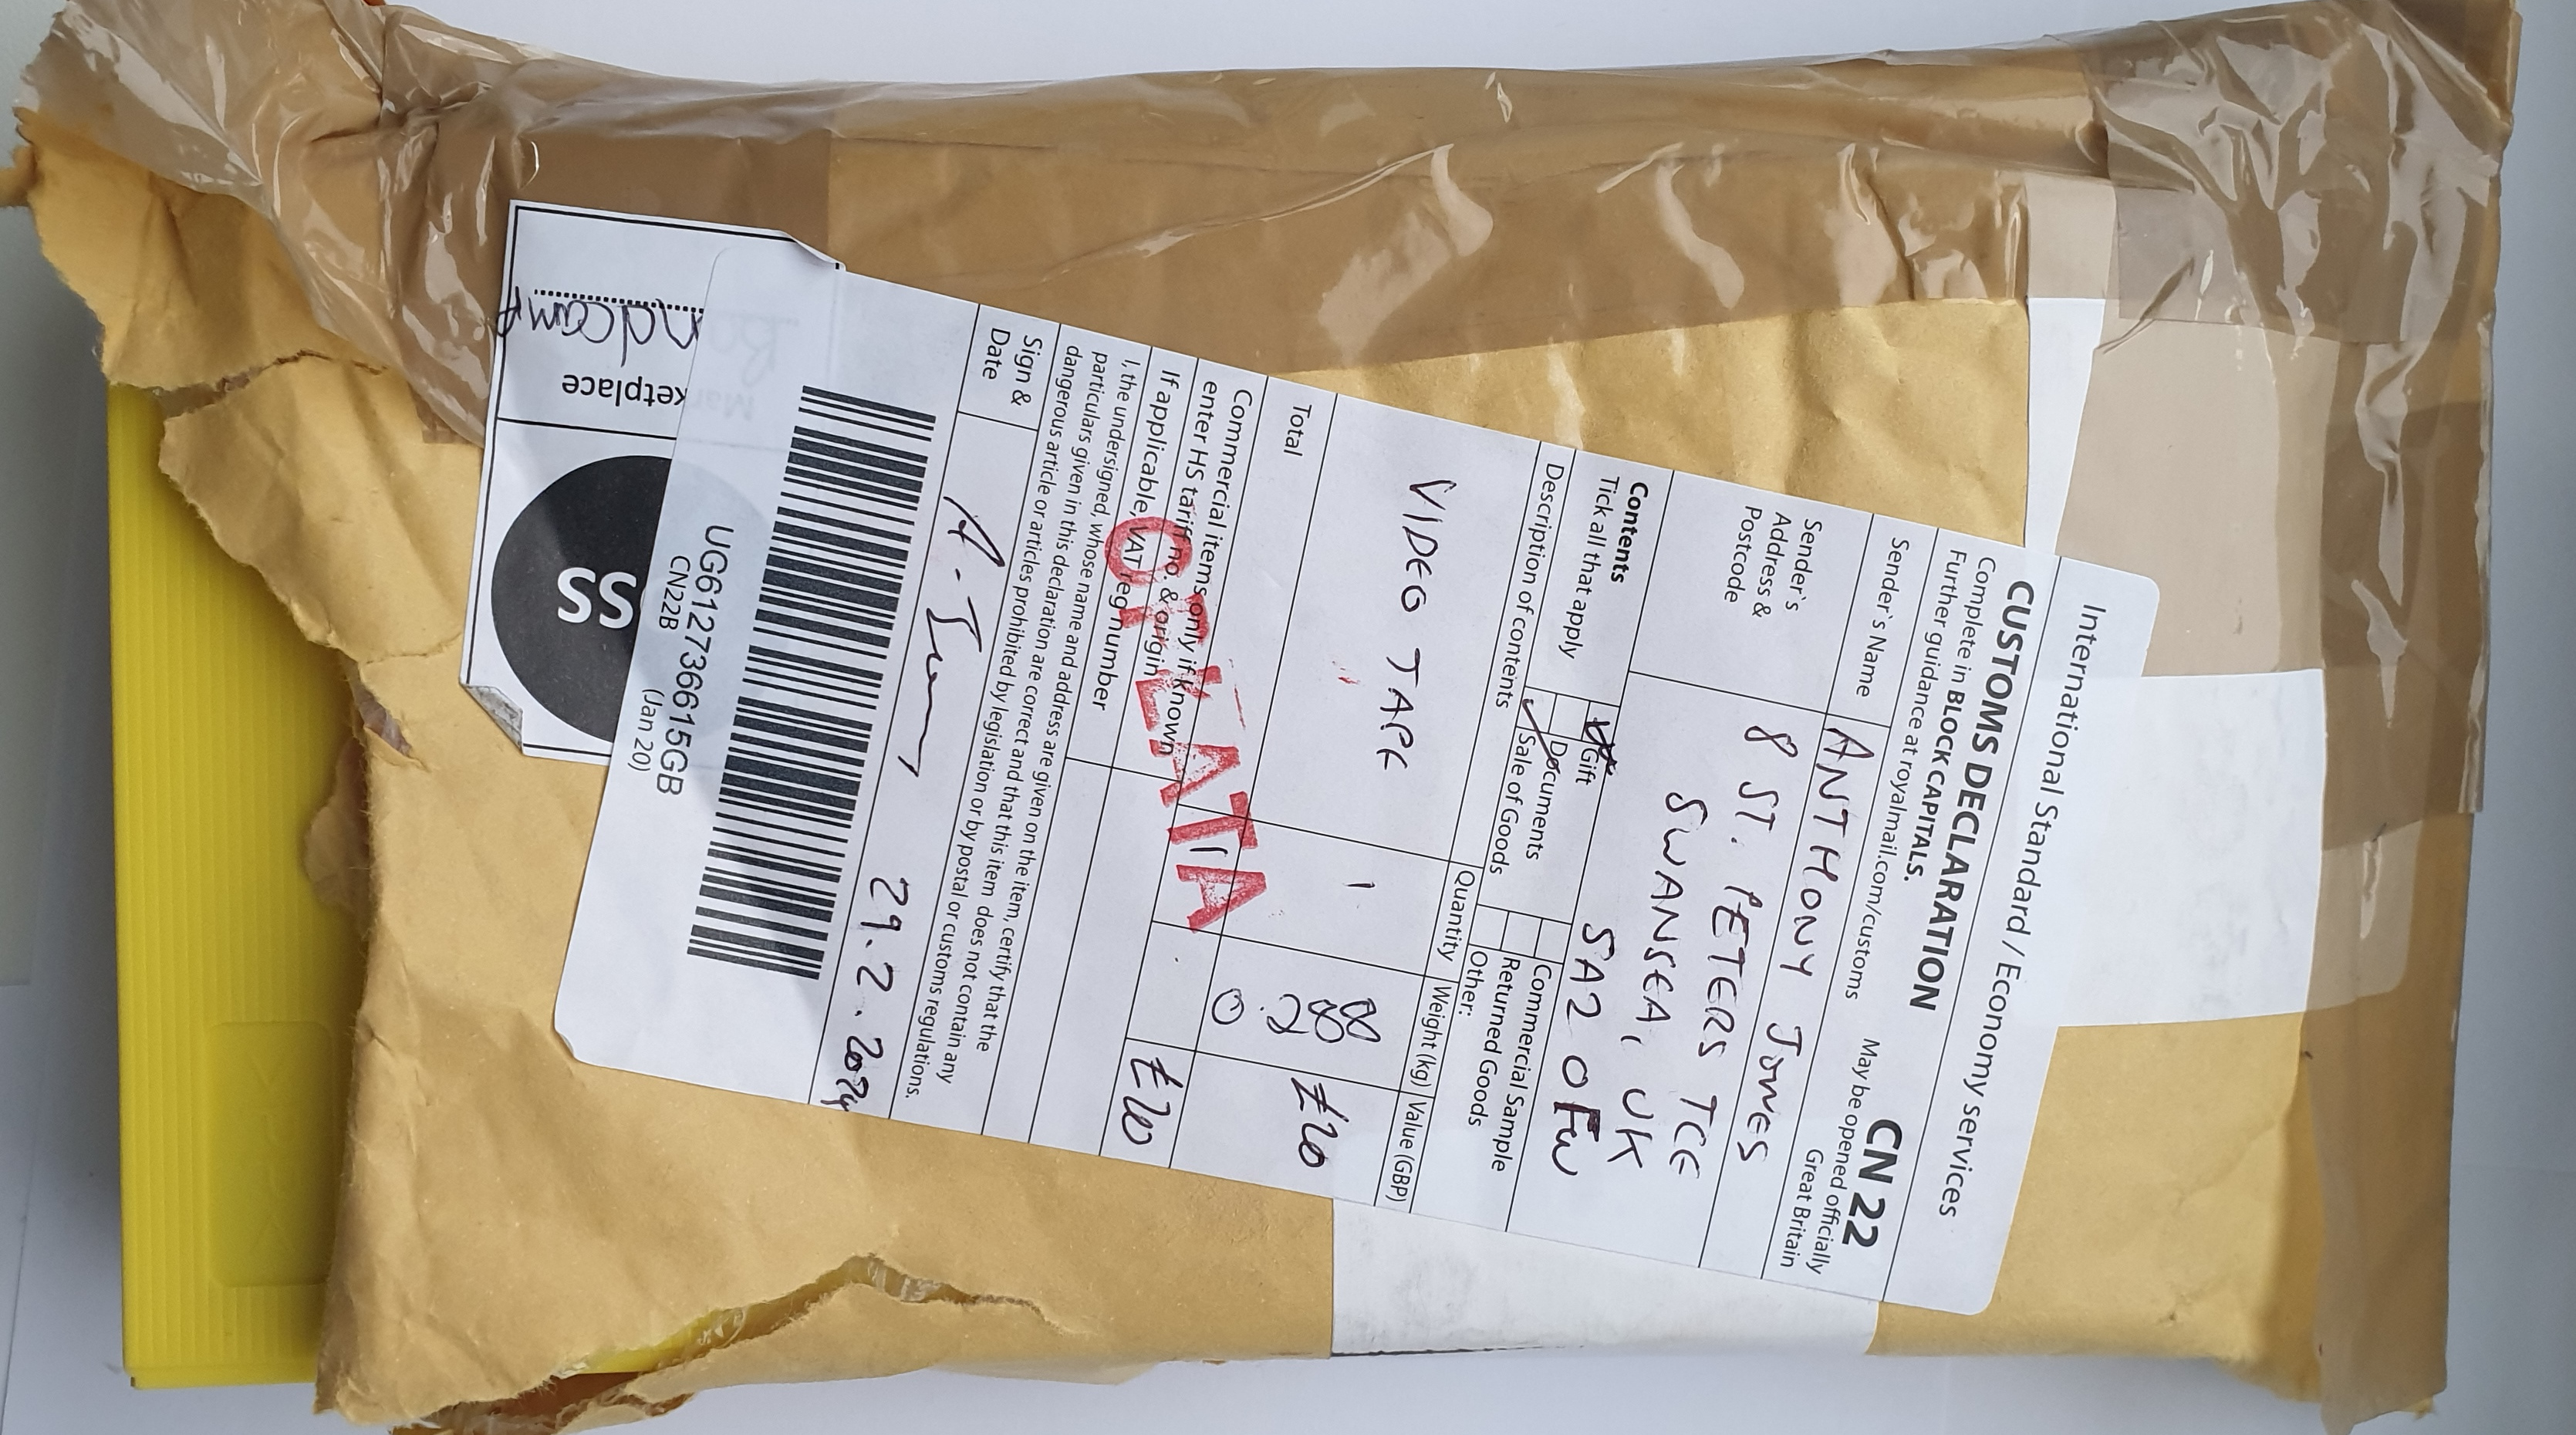 International Standard / Economy services
CUSTOMS DECLARATION
CN 22
Complete in BLOCK CAPITALS.
May be opened officially
Further guidance at royalmail.com/customs
Great Britain
Sender's Name
ANTHONY JONES
Sender's
Address &
Postcode
8 ST. PETERS TCE
SWANSEA, UK
SA2 0FW
Contents
Tick all that apply
Gift
Documents
Sale of Goods
Commercial Sample
Returned Goods
Other:
Description of contents
Quantity
Weight (kg)
Value (GBP)
VIDEO TAPE
1
£20
Total
£20
Commercial items only if known
enter HS tariff no. & origin
If applicable, VAT reg number
OPLATA
I, the undersigned, whose name and address are given on the item, certify that the
particulars given in this declaration are correct and that this item does not contain any
dangerous article or articles prohibited by legislation or by postal or customs regulations.
Sign &
Date
29.2.2024
UG612736615GB
CN22B
(Jan 20)
ss
ketplace
ndcamp